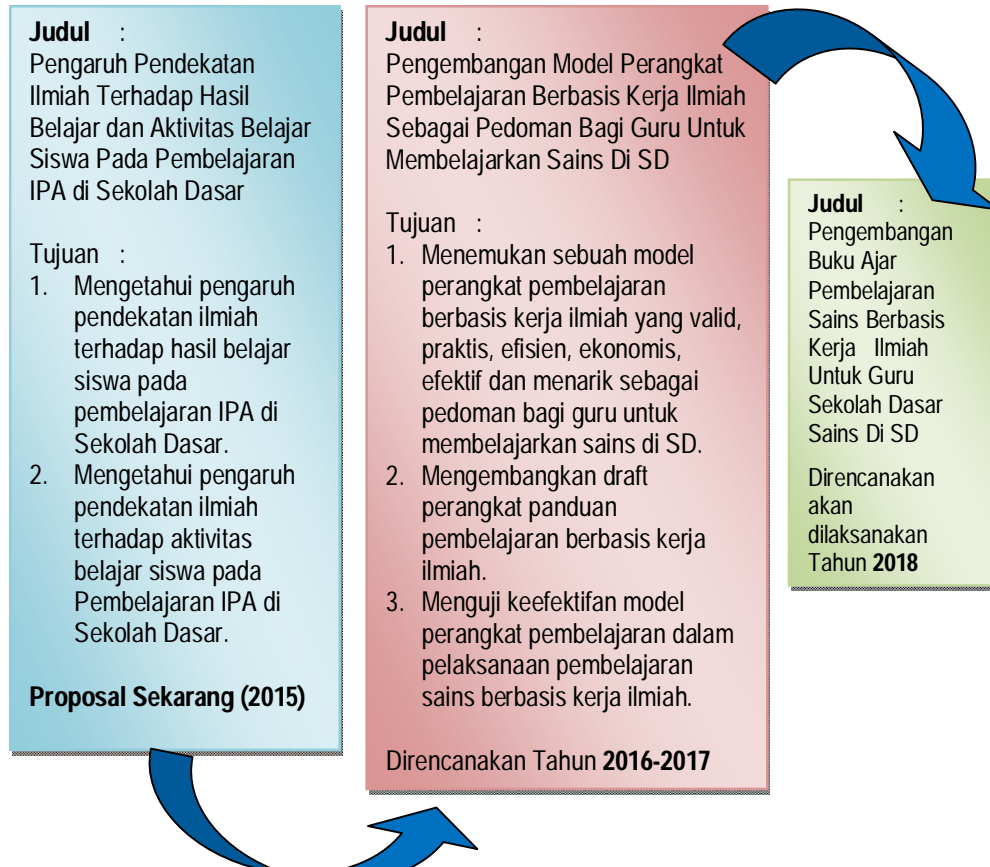 Judul :
Pengaruh Pendekatan
Ilmiah Terhadap Hasil
Belajar dan Aktivitas Belajar
Siswa Pada Pembelajaran
IPA di Sekolah Dasar
Tujuan :
1. Mengetahui pengaruh
pendekatan ilmiah
terhadap hasil belajar
siswa pada
pembelajaran IPA di
Sekolah Dasar.
2. Mengetahui pengaruh
pendekatan ilmiah
terhadap aktivitas
belajar siswa pada
Pembelajaran IPA di
Sekolah Dasar.
Proposal Sekarang (2015)
Judul :
Pengembangan Model Perangkat
Pembelajaran Berbasis Kerja Ilmiah
Sebagai Pedoman Bagi Guru Untuk
Membelajarkan Sains Di SD
Tujuan :
1. Menemukan sebuah model
perangkat pembelajaran
berbasis kerja ilmiah yang valid,
praktis, efisien, ekonomis,
efektif dan menarik sebagai
pedoman bagi guru untuk
membelajarkan sains di SD.
2. Mengembangkan draft
perangkat panduan
pembelajaran berbasis kerja
ilmiah.
3. Menguji keefektifan model
perangkat pembelajaran dalam
pelaksanaan pembelajaran
sains berbasis kerja ilmiah.
Direncanakan Tahun 2016-2017
Judul :
Pengembangan
Buku Ajar
Pembelajaran
Sains Berbasis
Kerja Ilmiah
Untuk Guru
Sekolah Dasar
Sains Di SD
Direncanakan
akan
dilaksanakan
Tahun 2018